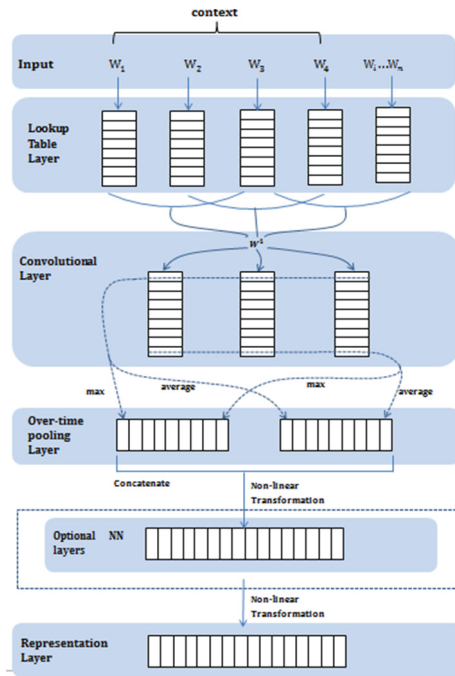 context
Input W1 W2 W3 W4 Wi ...Wn
Lookup
Table
Layer
W1
Convolutional
Layer
max average max average
Over-time
pooling
Layer
Concatenate Non-linear
Transformation
Optional NN
layers
Non-linear
Transformation
Representation
Layer